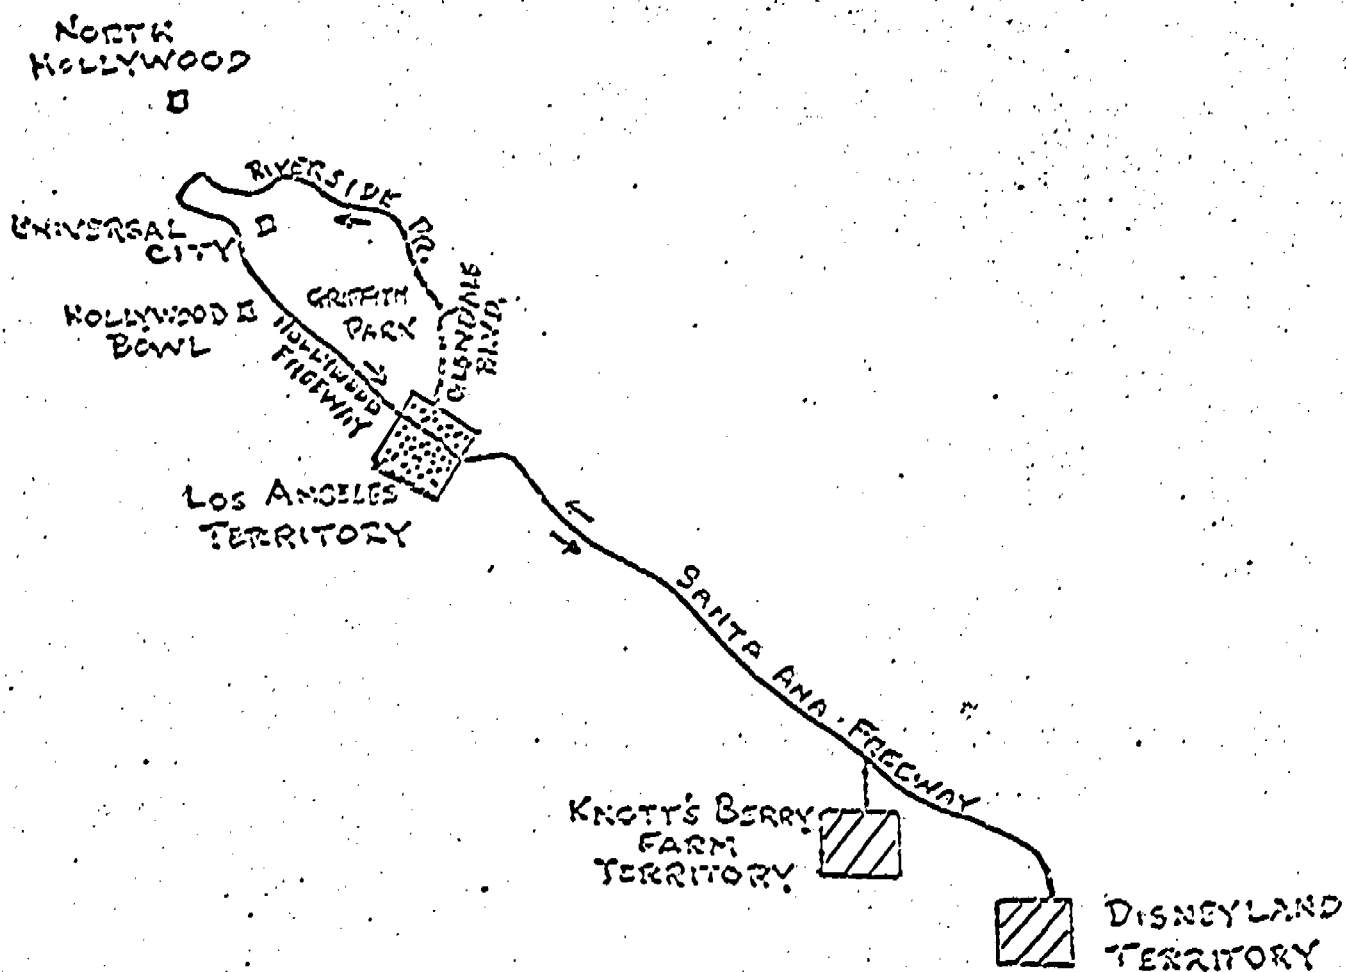 NORTH
HOLLYWOOD
RIVERSIDE DR.
UNIVERSAL
CITY
GRIFFITH
PARK
GLENDALE
BLVD.
HOLLYWOOD
BOWL
HOLLYWOOD
FREEWAY
LOS ANGELES
TERRITORY
SANTA ANA FREEWAY
KNOTT'S BERRY
FARM
TERRITORY
DISNEYLAND
TERRITORY